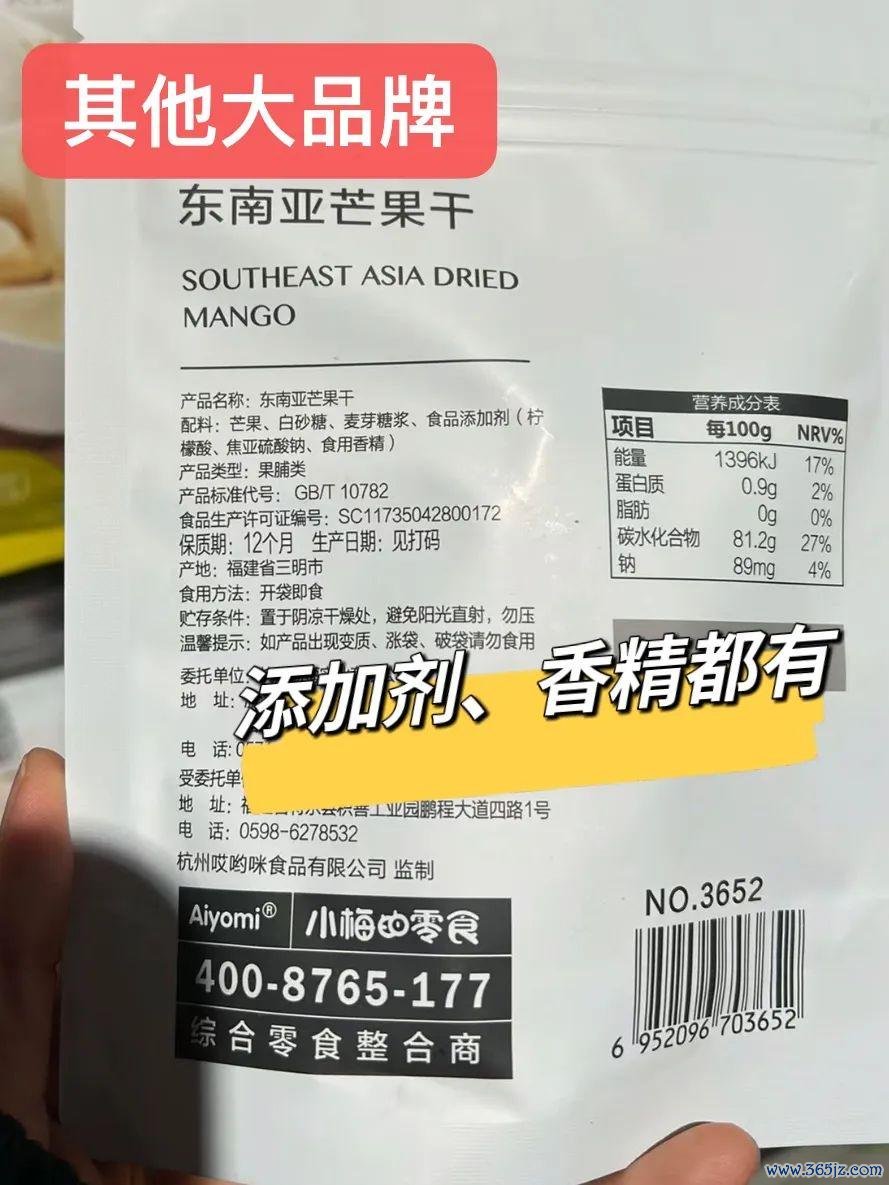 其他大品牌
东南亚芒果干
SOUTHEAST ASIA DRIED
MANGO
产品名称：东南亚芒果干
配料：芒果、白砂糖、麦芽糖浆、食品添加剂（柠
檬酸、焦亚硫酸钠、食用香精）
产品类型：果脯类
产品标准代号：GB/T 10782
食品生产许可证编号：SC11735042800172
保质期：12个月 生产日期：见打码
产地：福建省三明市
食用方法：开袋即食
贮存条件：置于阴凉干燥处，避免阳光直射，勿压
温馨提示：如产品出现变质、涨袋、破袋请勿食用
委托单位
地 址：
电 话：
受委托单
地 址：
工业园鹏程大道四路1号
电 话：0598-6278532
杭州哎哟咪食品有限公司 监制
营养成分表
项目 每100g NRV%
能量 1396kJ 17%
蛋白质 0.9g 2%
脂肪 0g 0%
碳水化合物 81.2g 27%
钠 89mg 4%
添加剂、香精都有
Aiyomi® 小梅的零食
400-8765-177
综合零食整合商
NO.3652
6 952096 703652
www.365jz.com